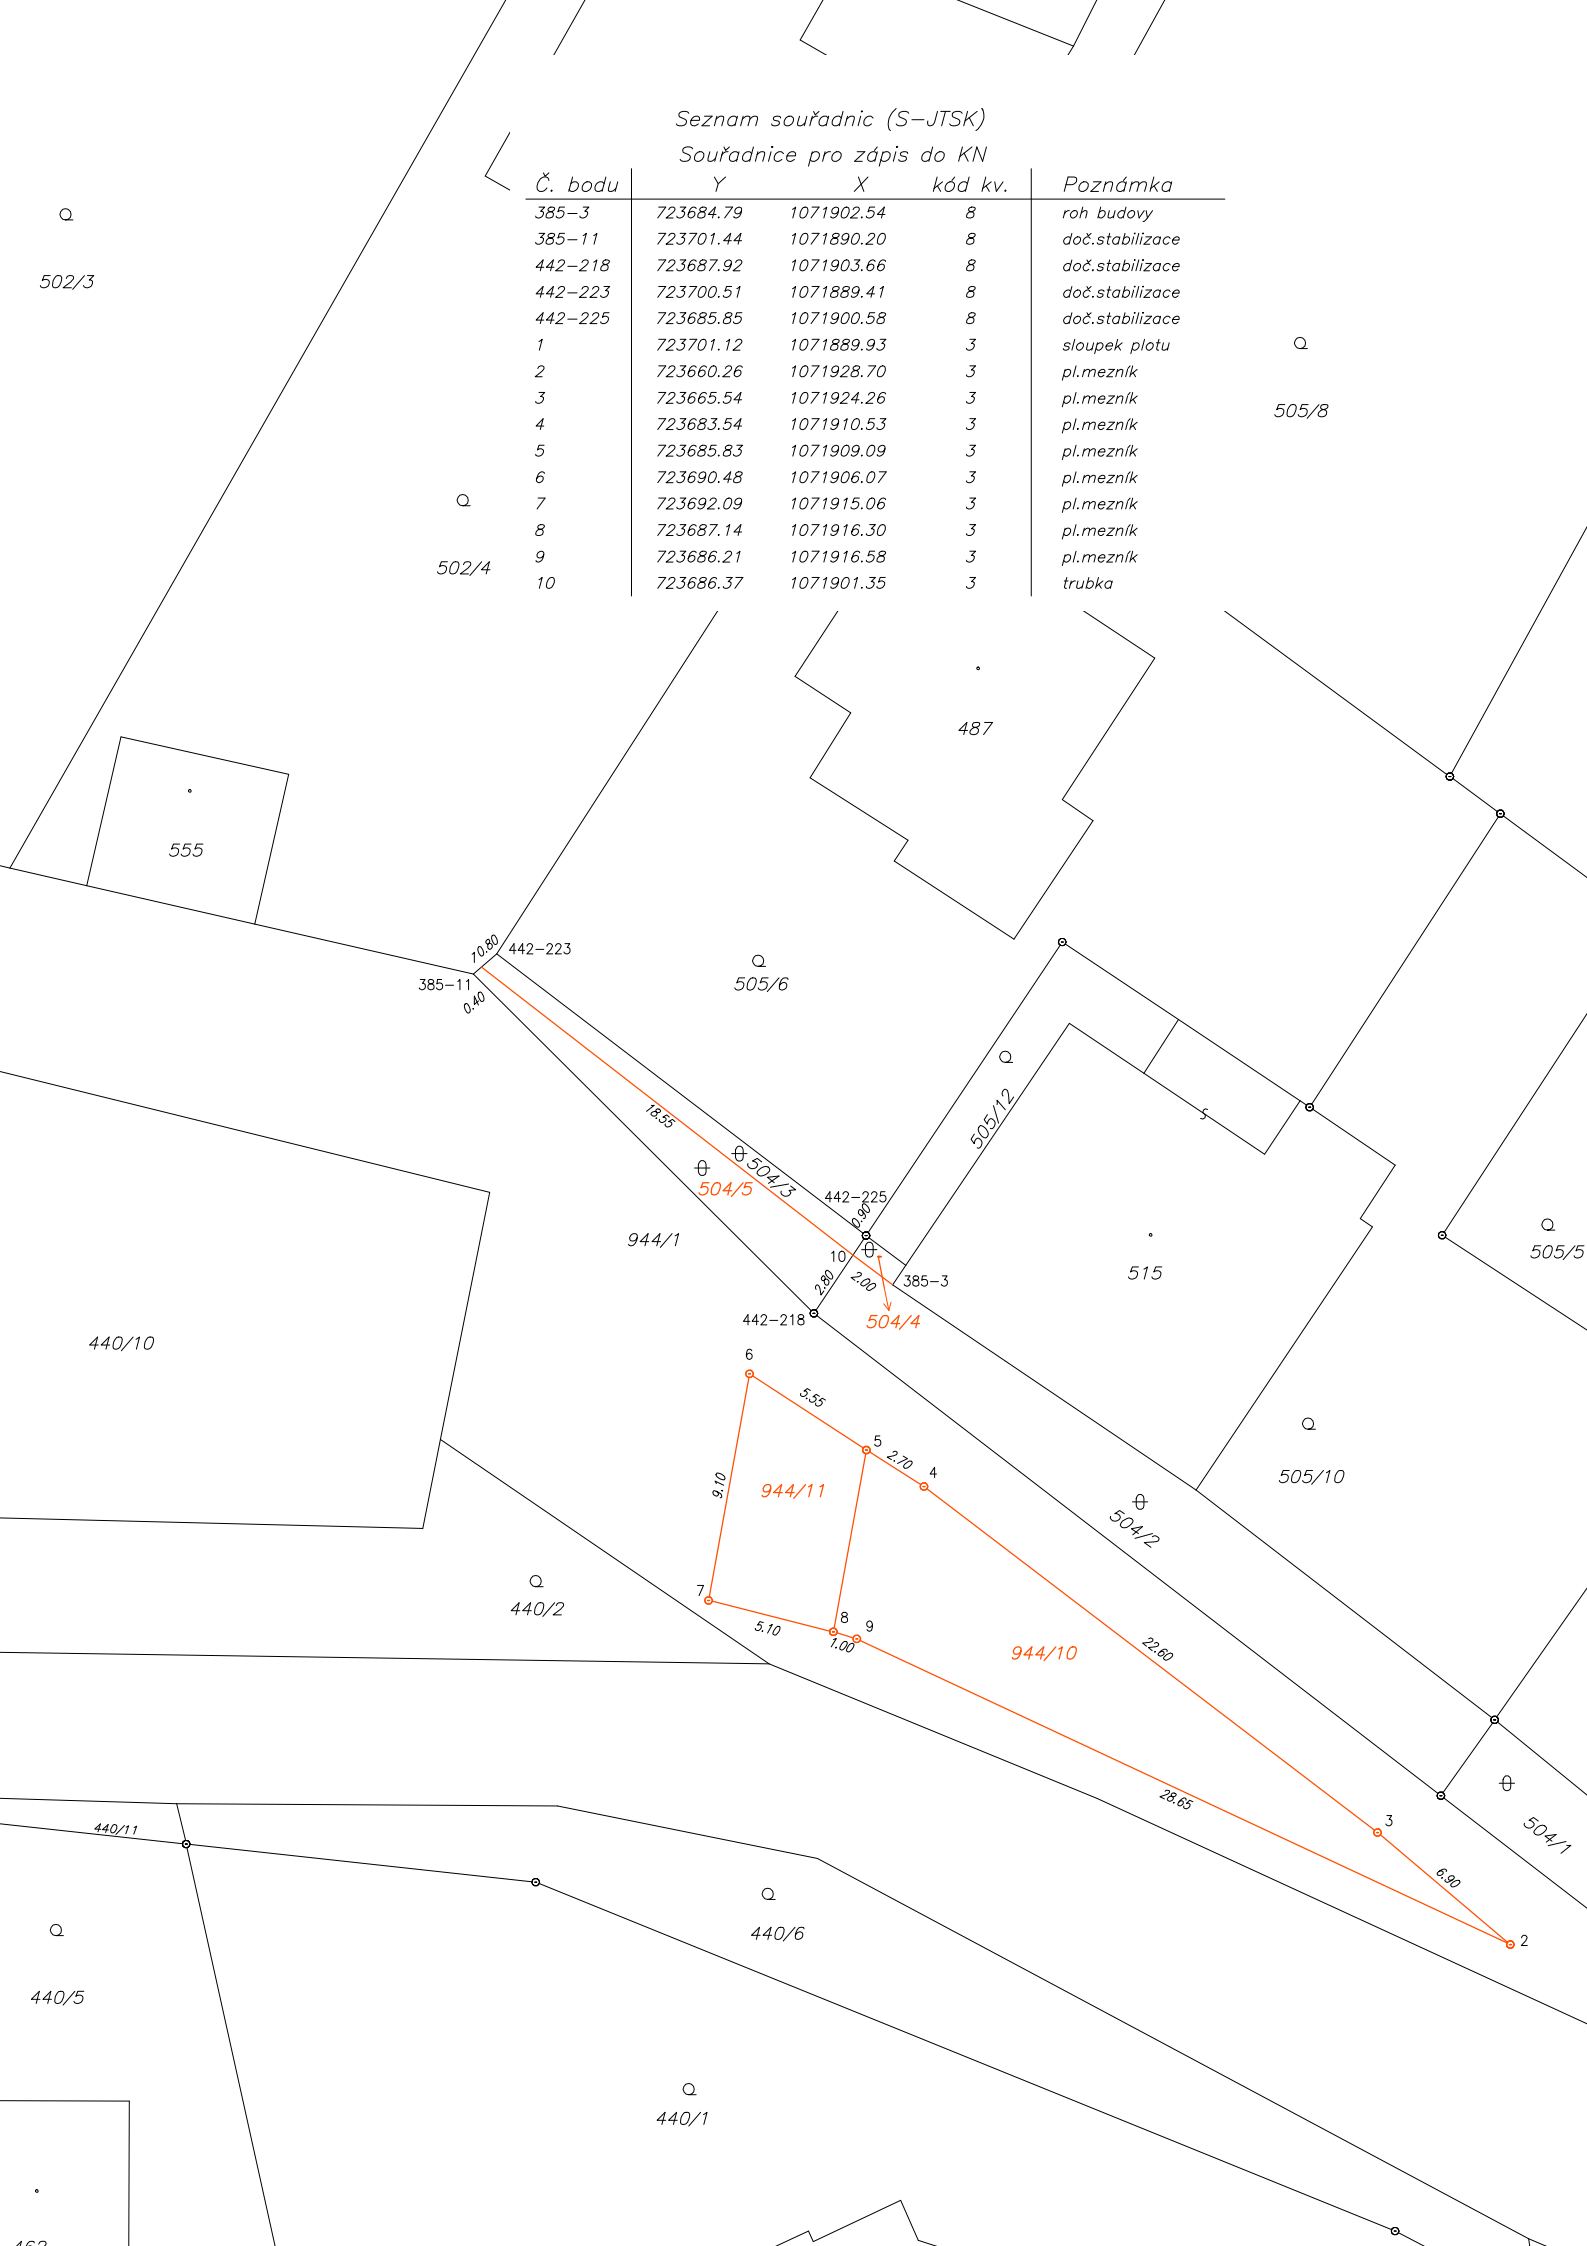 Seznam souřadnic (S-JTSK)
Souřadnice pro zápis do KN
Č. bodu Y X kód kv. Poznámka
385-3 723684.79 1071902.54 8 roh budovy
385-11 723701.44 1071890.20 8 doč.stabilizace
442-218 723687.92 1071903.66 8 doč.stabilizace
442-223 723700.51 1071889.41 8 doč.stabilizace
442-225 723685.85 1071900.58 8 doč.stabilizace
1 723701.12 1071889.93 3 sloupek plotu
2 723660.26 1071928.70 3 pl.mezník
3 723665.54 1071924.26 3 pl.mezník
4 723683.54 1071910.53 3 pl.mezník
5 723685.83 1071909.09 3 pl.mezník
6 723690.48 1071906.07 3 pl.mezník
7 723692.09 1071915.06 3 pl.mezník
8 723687.14 1071916.30 3 pl.mezník
9 723686.21 1071916.58 3 pl.mezník
10 723686.37 1071901.35 3 trubka
502/3
505/8
502/4
487
555
442-223
10.80
385-11
0.40
505/6
505/12
18.55
504/3
504/5
442-225
0.90
944/1
10
385-3
2.00
2.80
442-218
504/4
515
505/5
440/10
6
5.55
5
2.70
4
9.10
944/11
505/10
504/2
7
5.10
8
9
1.00
440/2
944/10
22.60
28.65
3
504/1
6.90
2
440/11
440/6
440/5
440/1